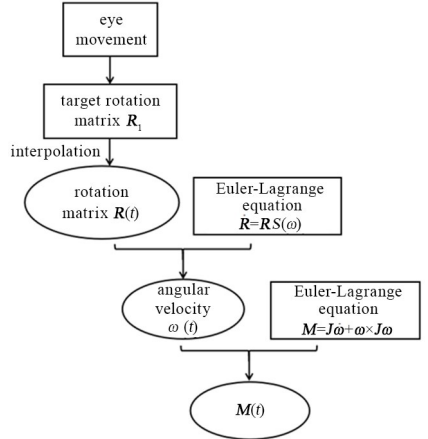 eye
movement
target rotation
matrix R₁
interpolation
rotation
matrix R(t)
Euler-Lagrange
equation
Ṙ=RS(ω)
angular
velocity
ω (t)
Euler-Lagrange
equation
M=Jω̇+ω×Jω
M(t)